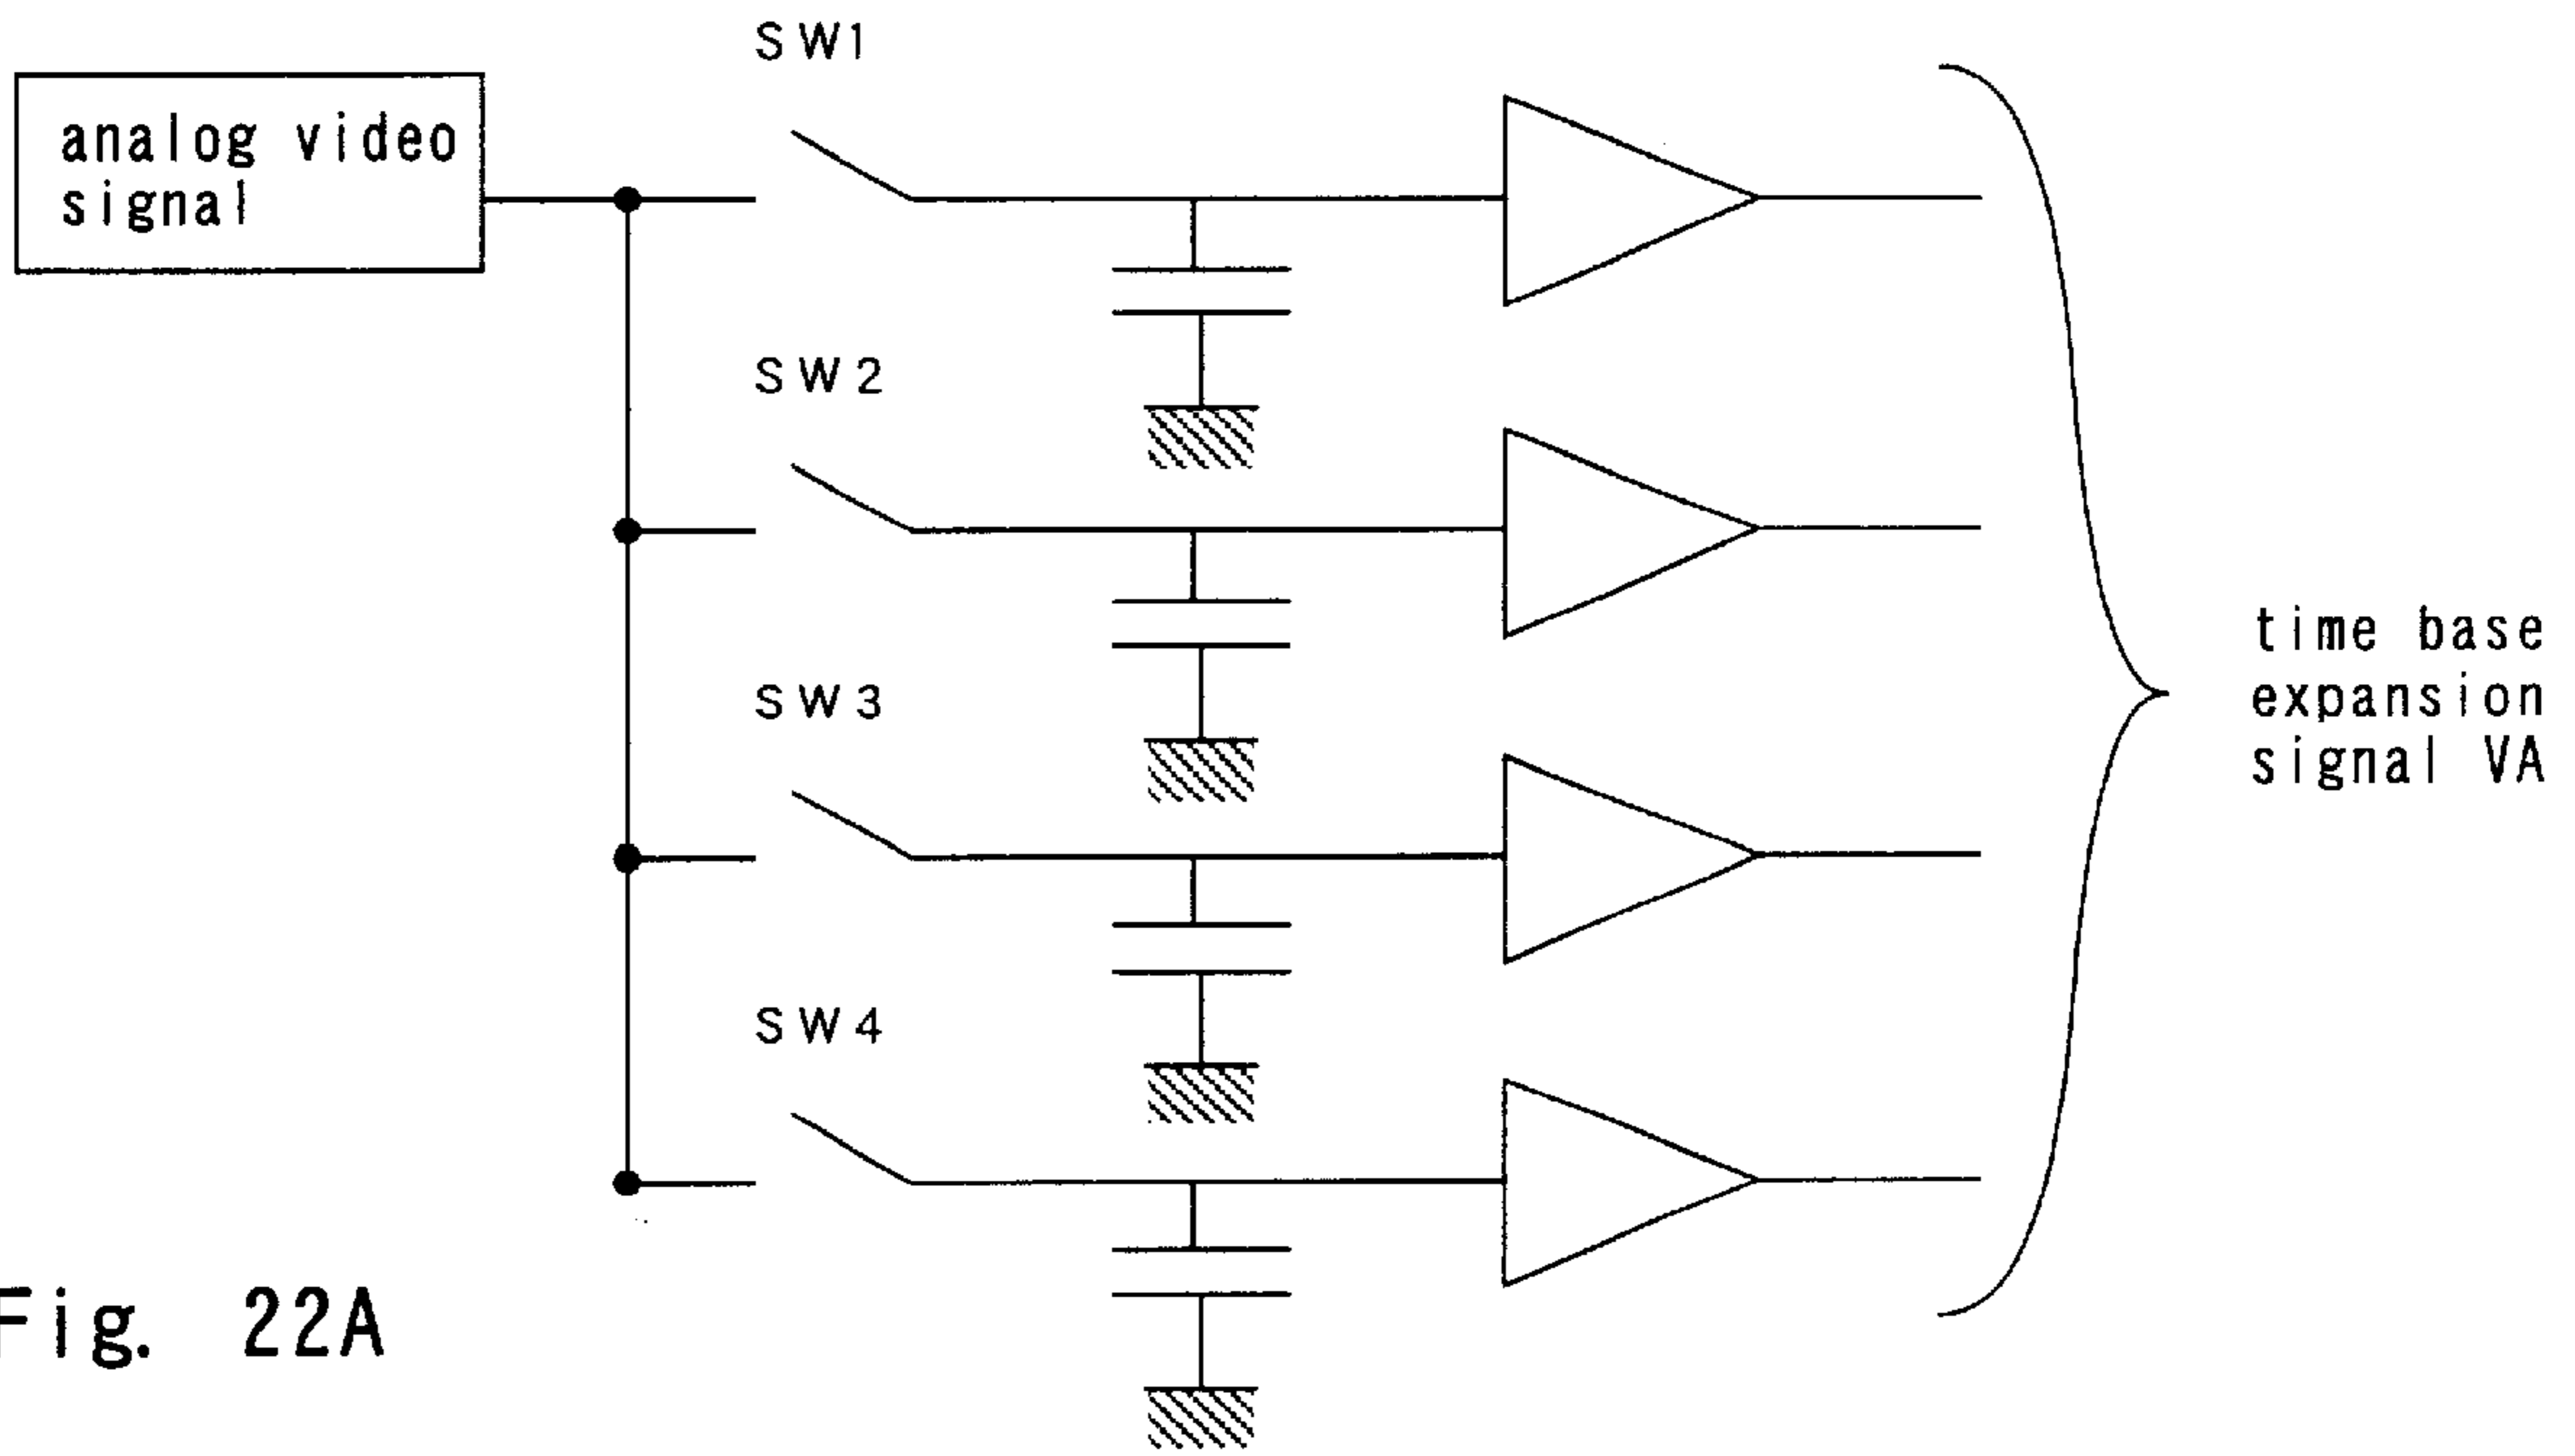 SW1
analog video
signal
SW2
SW3
SW4
time base
expansion
signal VA
Fig. 22A